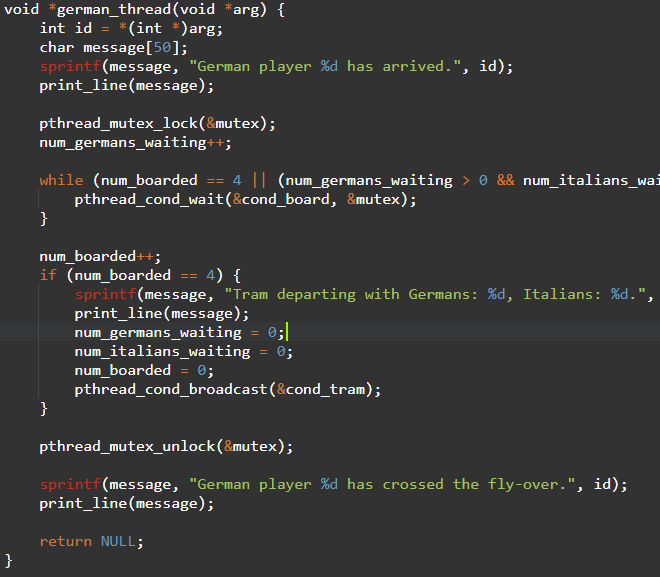 void *german_thread(void *arg) {
    int id = *(int *)arg;
    char message[50];
    sprintf(message, "German player %d has arrived.", id);
    print_line(message);

    pthread_mutex_lock(&mutex);
    num_germans_waiting++;

    while (num_boarded == 4 || (num_germans_waiting > 0 && num_italians_wai
        pthread_cond_wait(&cond_board, &mutex);
    }

    num_boarded++;
    if (num_boarded == 4) {
        sprintf(message, "Tram departing with Germans: %d, Italians: %d.",
        print_line(message);
        num_germans_waiting = 0;
        num_italians_waiting = 0;
        num_boarded = 0;
        pthread_cond_broadcast(&cond_tram);
    }

    pthread_mutex_unlock(&mutex);

    sprintf(message, "German player %d has crossed the fly-over.", id);
    print_line(message);

    return NULL;
}